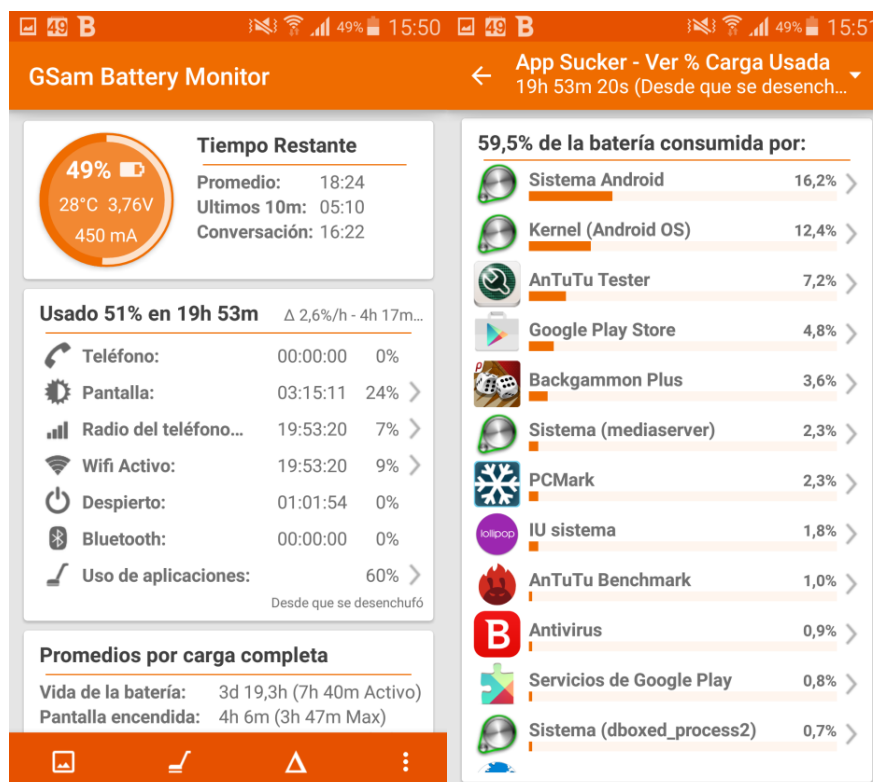 49 B 49% 15:50
GSam Battery Monitor
49%
28°C 3,76V
450 mA
Tiempo Restante
Promedio: 18:24
Ultimos 10m: 05:10
Conversación: 16:22
Usado 51% en 19h 53m Δ 2,6%/h - 4h 17m...
Teléfono: 00:00:00 0%
Pantalla: 03:15:11 24%
Radio del teléfono... 19:53:20 7%
Wifi Activo: 19:53:20 9%
Despierto: 01:01:54 0%
Bluetooth: 00:00:00 0%
Uso de aplicaciones: 60%
Desde que se desenchufó
Promedios por carga completa
Vida de la batería: 3d 19,3h (7h 40m Activo)
Pantalla encendida: 4h 6m (3h 47m Max)
Δ
49 B 49% 15:51
App Sucker - Ver % Carga Usada
19h 53m 20s (Desde que se desench...
59,5% de la batería consumida por:
Sistema Android 16,2%
Kernel (Android OS) 12,4%
AnTuTu Tester 7,2%
Google Play Store 4,8%
P
Backgammon Plus 3,6%
Sistema (mediaserver) 2,3%
PCMark 2,3%
lollipop
IU sistema 1,8%
AnTuTu Benchmark 1,0%
B
Antivirus 0,9%
Servicios de Google Play 0,8%
Sistema (dboxed_process2) 0,7%